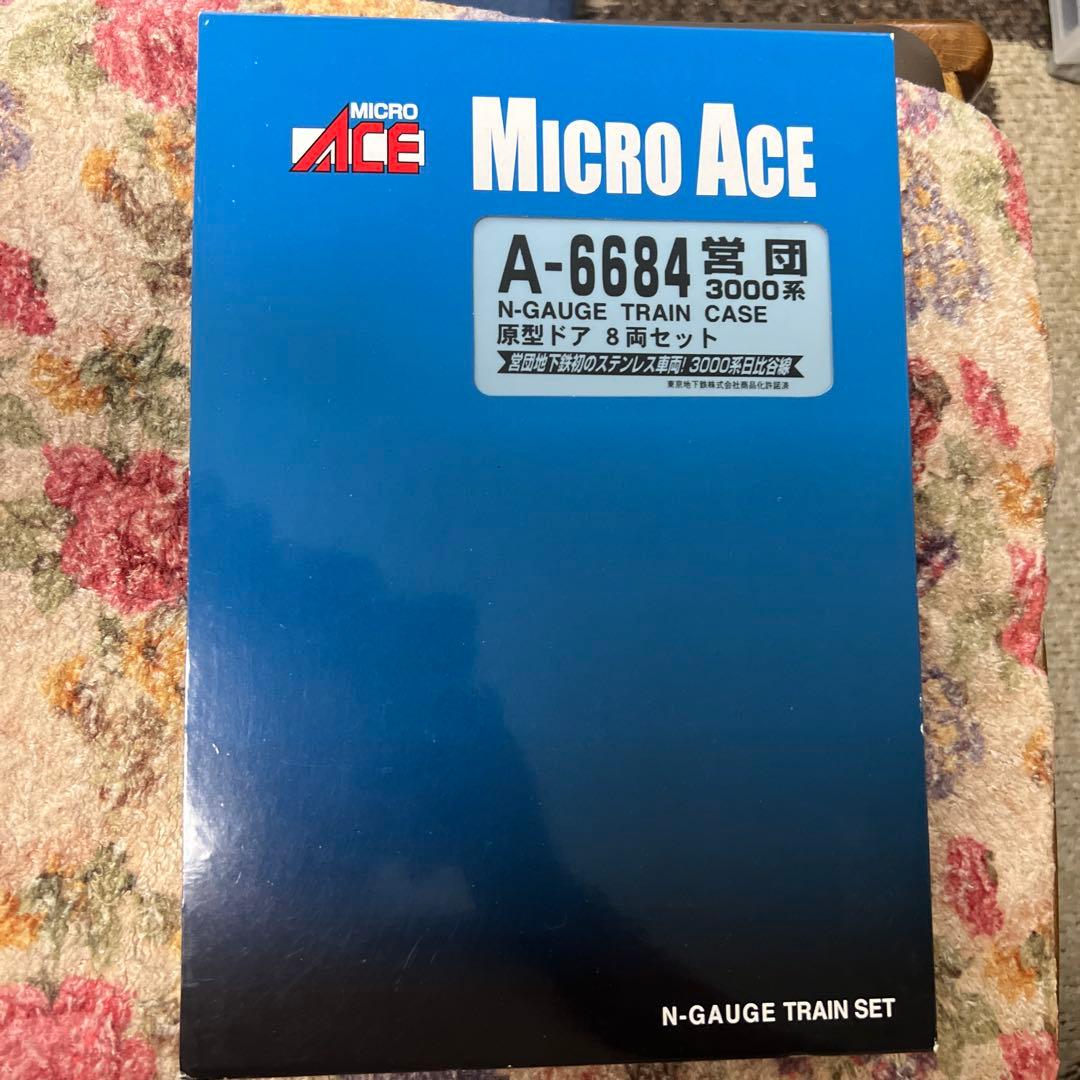 MICRO
ACE
MICRO ACE
A-6684 営団
3000系
N-GAUGE TRAIN CASE
原型ドア 8両セット
営団地下鉄初のステンレス車両! 3000系日比谷線
東京地下鉄株式会社商品化許諾済
N-GAUGE TRAIN SET